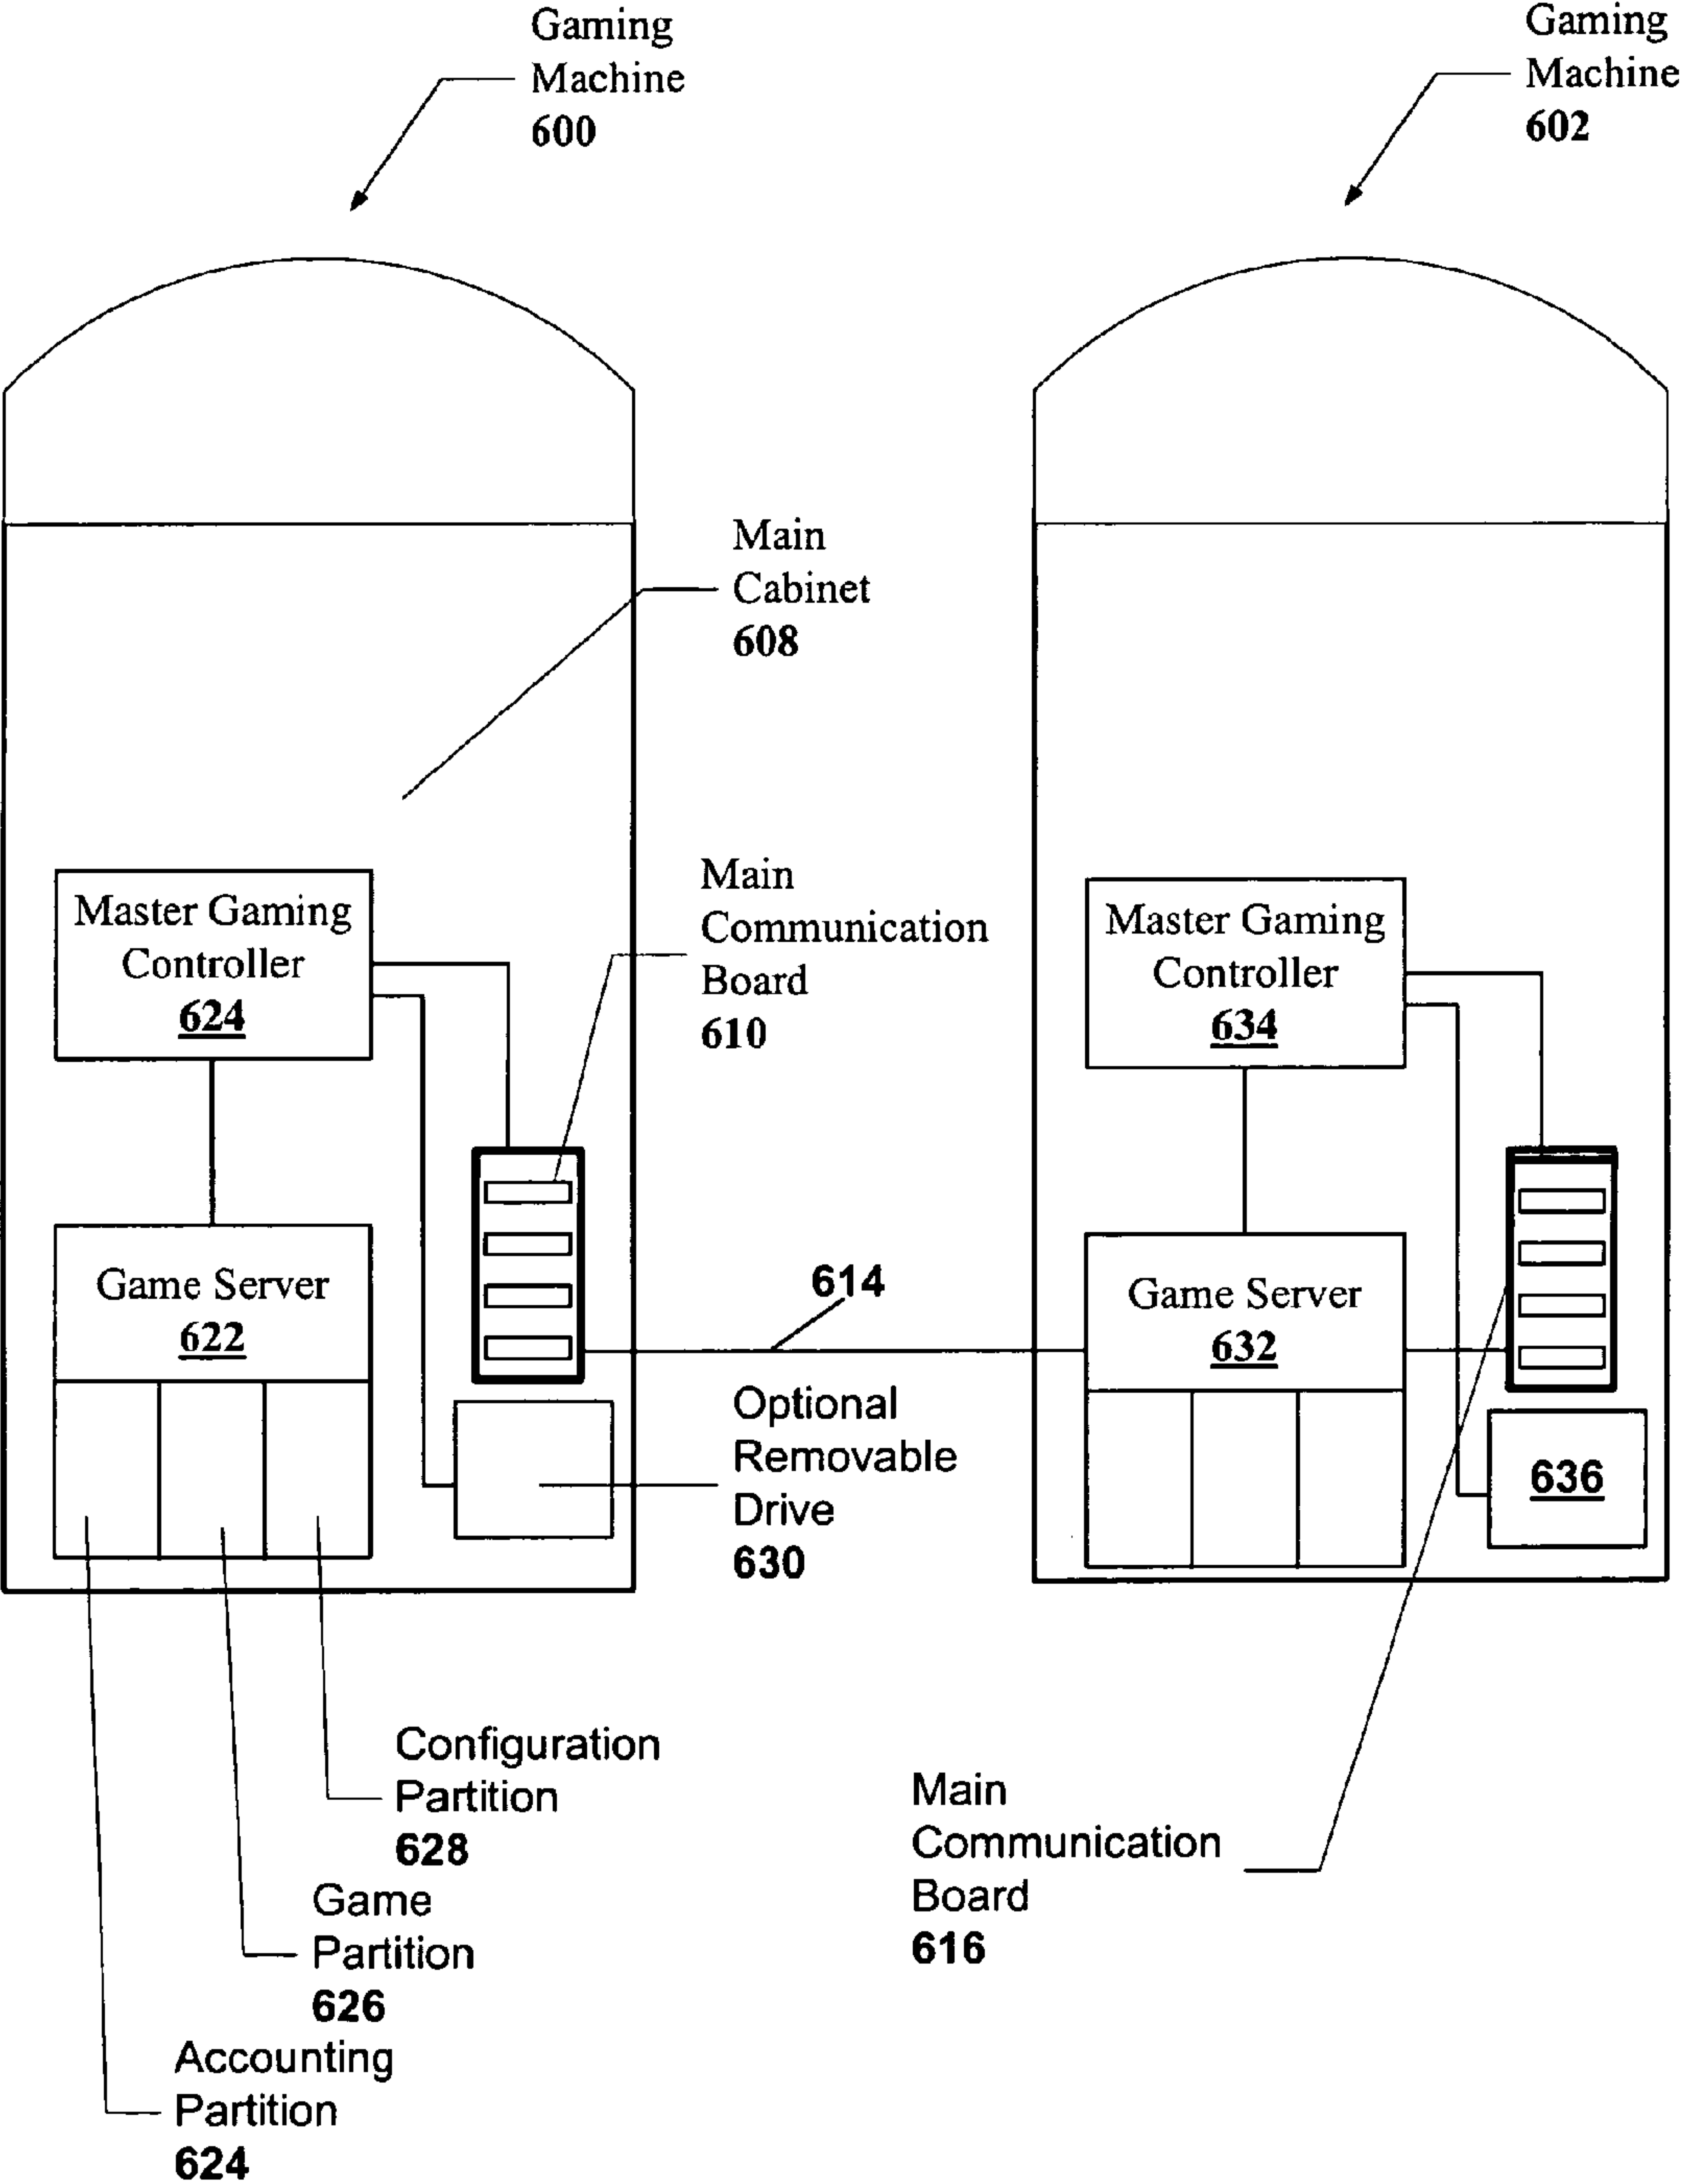 Gaming
Machine
600
Gaming
Machine
602
Main
Cabinet
608
Master Gaming
Controller
624
Main
Communication
Board
610
Master Gaming
Controller
634
Game Server
622
614
Game Server
632
Optional
Removable
Drive
630
636
Configuration
Partition
628
Game
Partition
626
Accounting
Partition
624
Main
Communication
Board
616